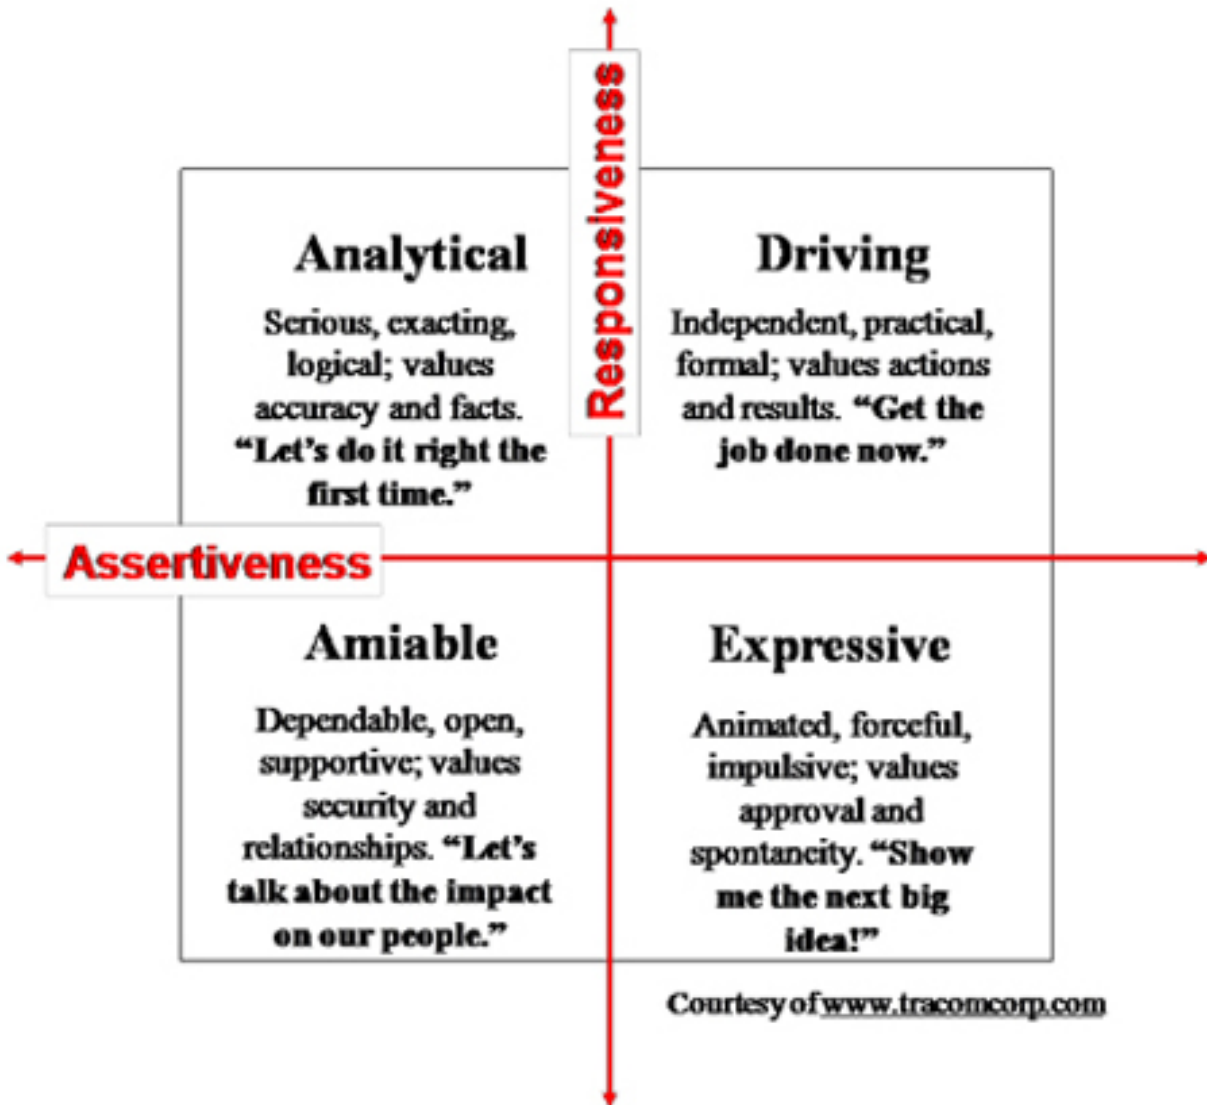 Responsiveness
Analytical
Serious, exacting,
logical; values
accuracy and facts.
“Let’s do it right the
first time.”
Driving
Independent, practical,
formal; values actions
and results. “Get the
job done now.”
Assertiveness
Amiable
Dependable, open,
supportive; values
security and
relationships. “Let’s
talk about the impact
on our people.”
Expressive
Animated, forceful,
impulsive; values
approval and
spontaneity. “Show
me the next big
idea!”
Courtesy of www.tracomcorp.com